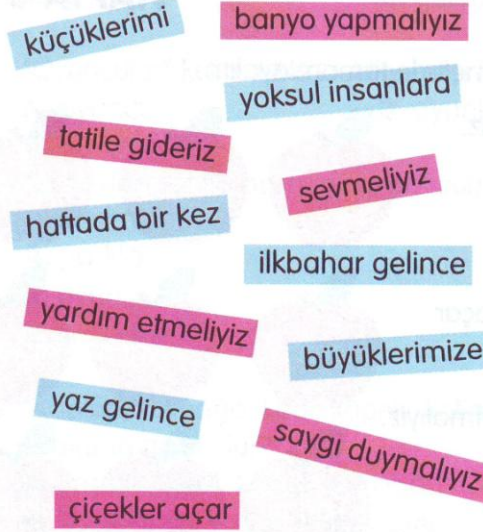 küçüklerimi
banyo yapmalıyız
yoksul insanlara
tatile gideriz
sevmeliyiz
haftada bir kez
ilkbahar gelince
yardım etmeliyiz
büyüklerimize
yaz gelince
saygı duymalıyız
çiçekler açar